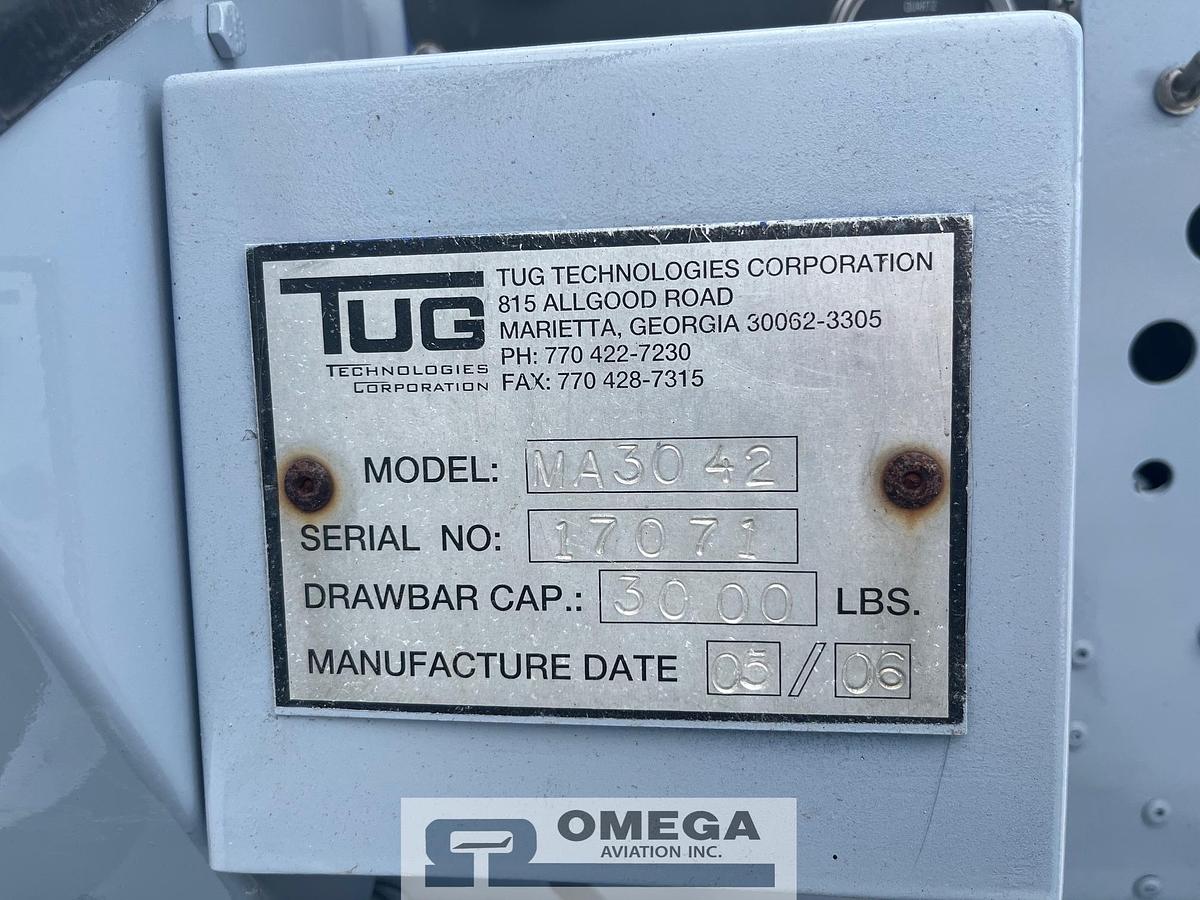 TUG
TECHNOLOGIES
CORPORATION
TUG TECHNOLOGIES CORPORATION
815 ALLGOOD ROAD
MARIETTA, GEORGIA 30062-3305
PH: 770 422-7230
FAX: 770 428-7315
MODEL: MA3042
SERIAL NO: 17071
DRAWBAR CAP.: 3000 LBS.
MANUFACTURE DATE 05/06
OMEGA
AVIATION INC.